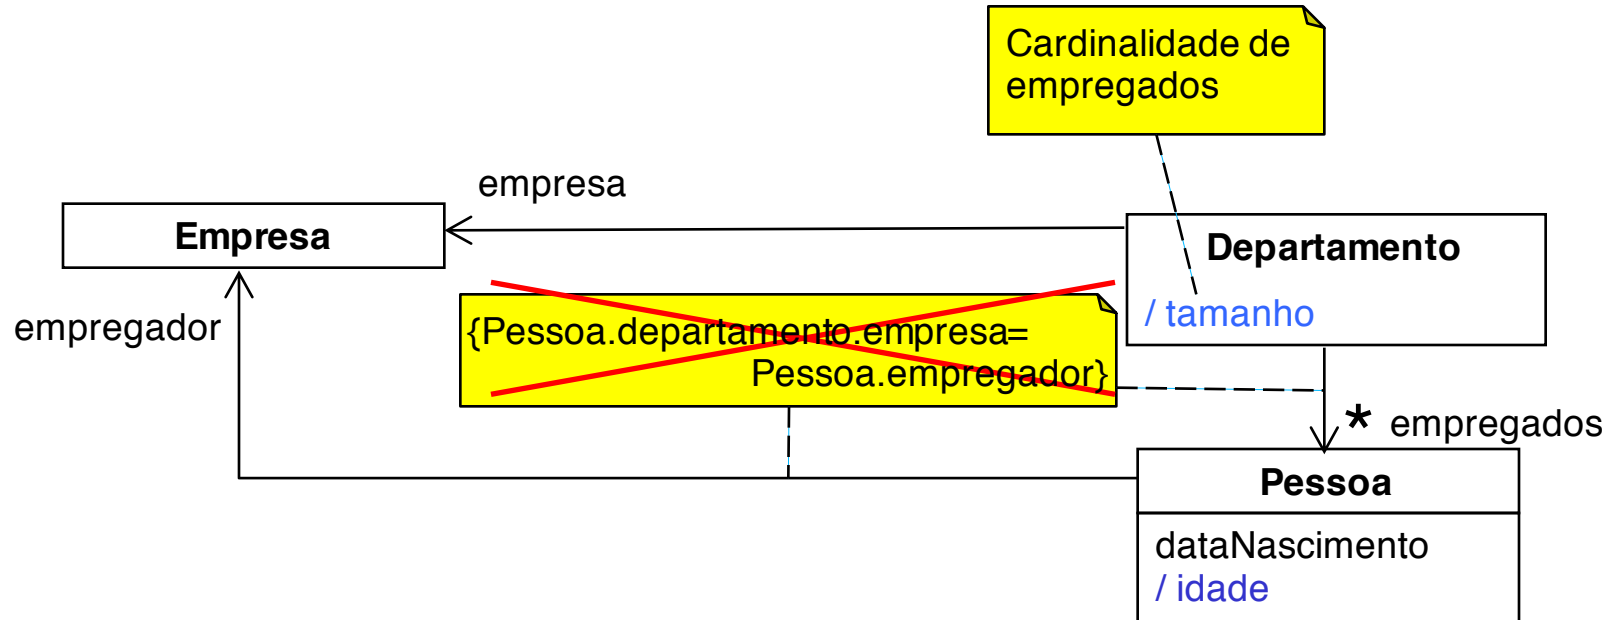 Cardinalidade de
empregados
empresa
Empresa
Departamento
/ tamanho
empregador
{Pessoa.departamento.empresa=
Pessoa.empregador}
* empregados
Pessoa
dataNascimento
/ idade